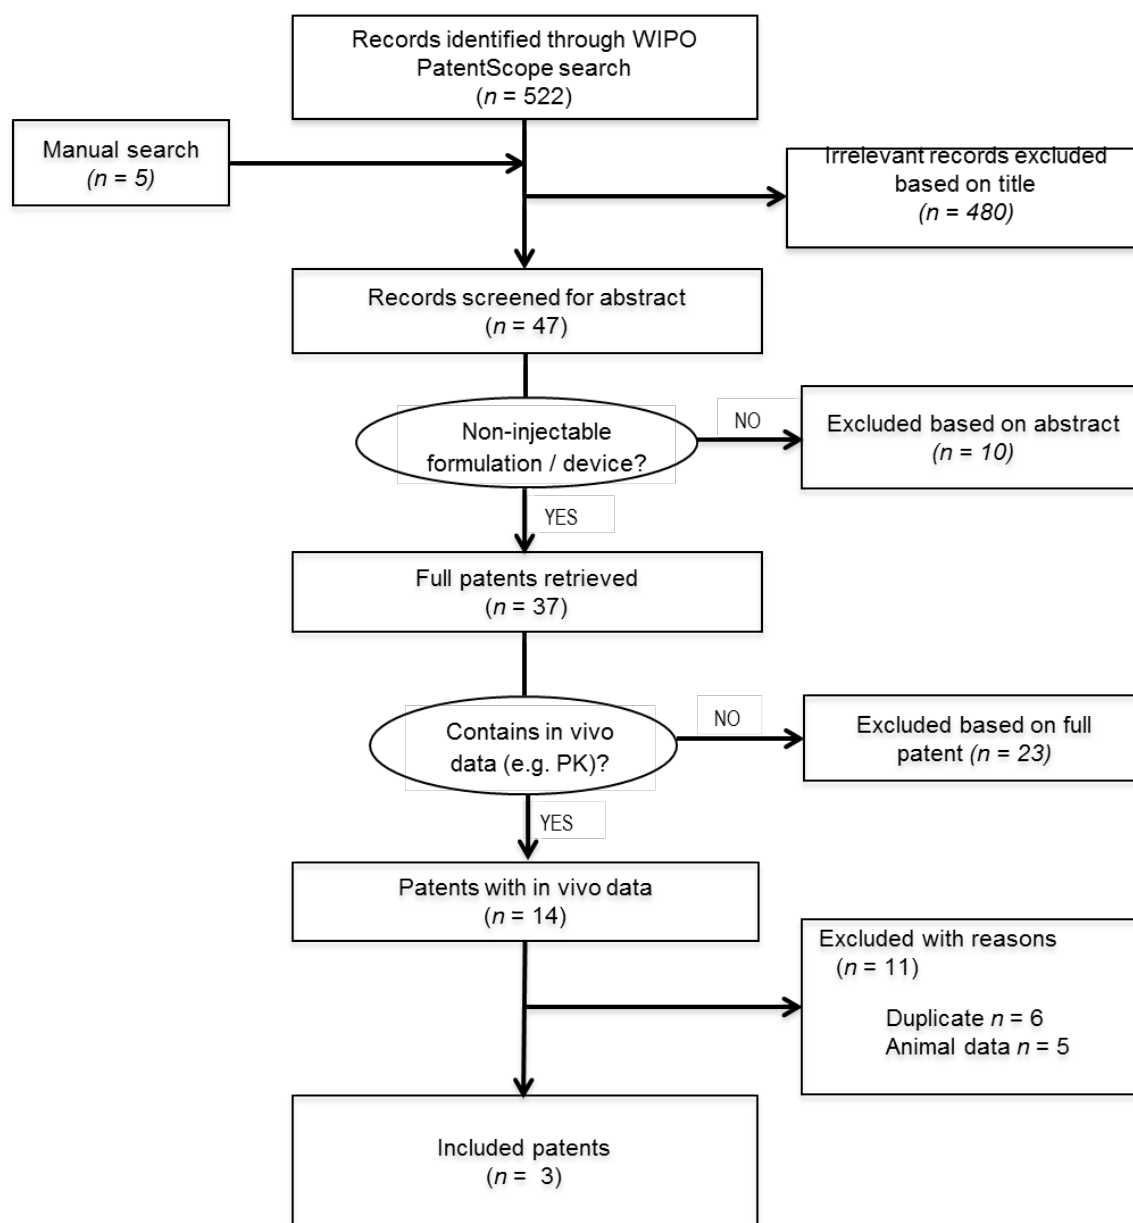 Records identified through WIPO
PatentScope search
(n = 522)
Manual search
(n = 5)
Irrelevant records excluded
based on title
(n = 480)
Records screened for abstract
(n = 47)
Non-injectable
formulation / device?
NO
Excluded based on abstract
(n = 10)
YES
Full patents retrieved
(n = 37)
Contains in vivo
data (e.g. PK)?
NO
Excluded based on full
patent (n = 23)
YES
Patents with in vivo data
(n = 14)
Excluded with reasons
(n = 11)
Duplicate n = 6
Animal data n = 5
Included patents
(n = 3)